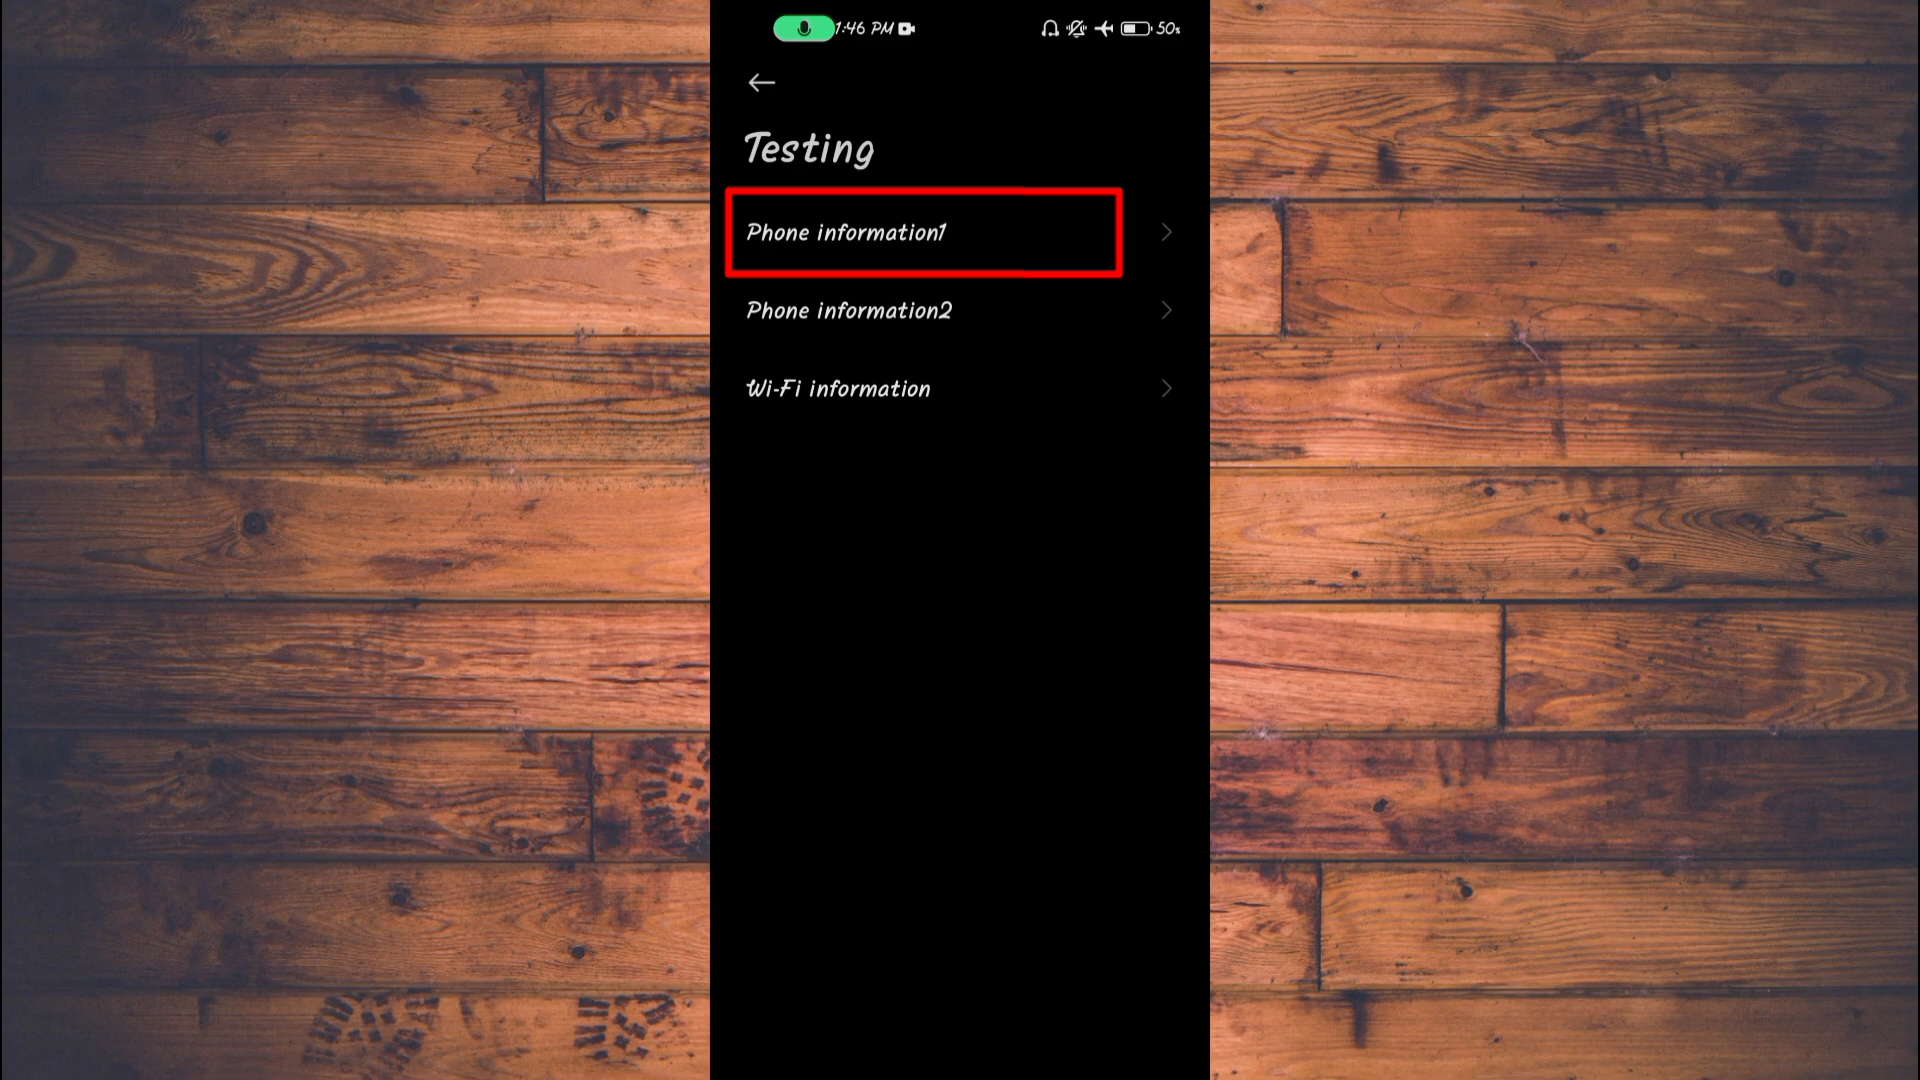 1:46 PM 50%
Testing
Phone information1
Phone information2
Wi-Fi information